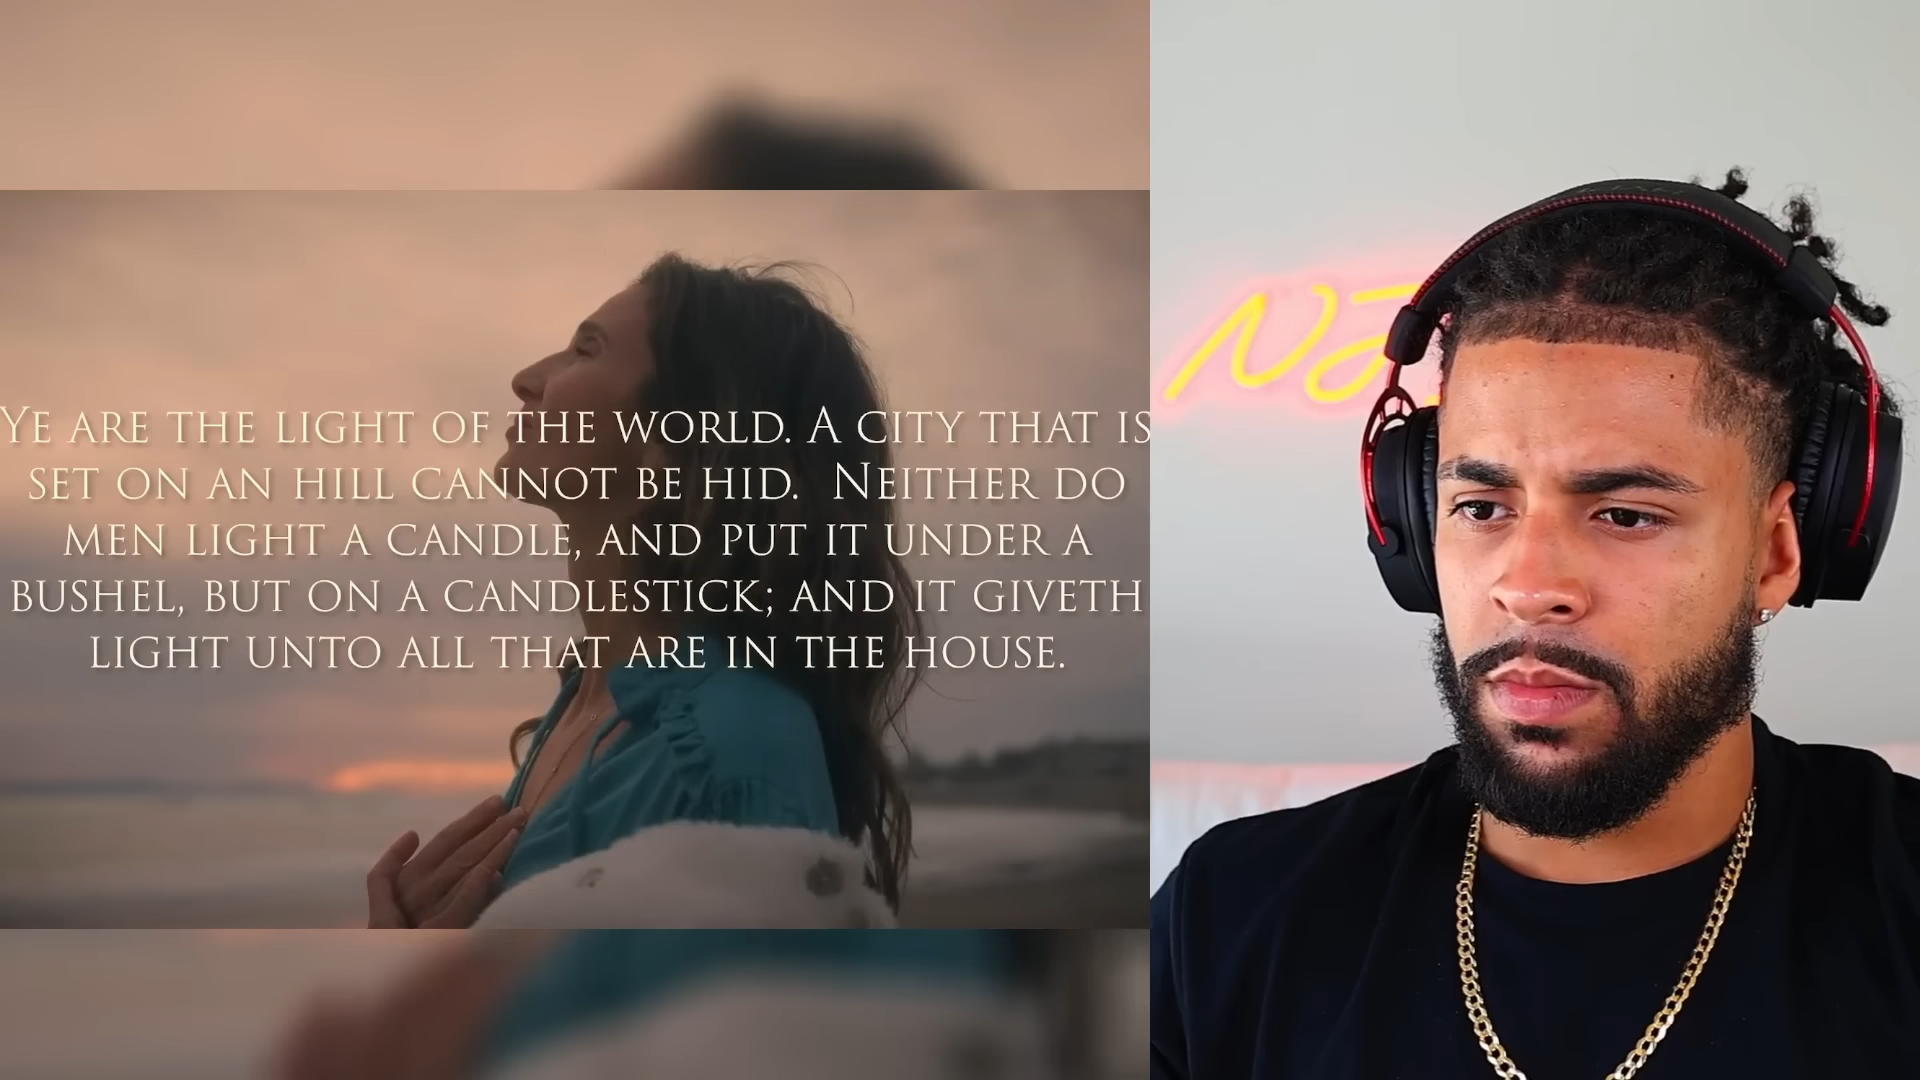 YE ARE THE LIGHT OF THE WORLD. A CITY THAT IS
SET ON AN HILL CANNOT BE HID. NEITHER DO
MEN LIGHT A CANDLE, AND PUT IT UNDER A
BUSHEL, BUT ON A CANDLESTICK; AND IT GIVETH
LIGHT UNTO ALL THAT ARE IN THE HOUSE.